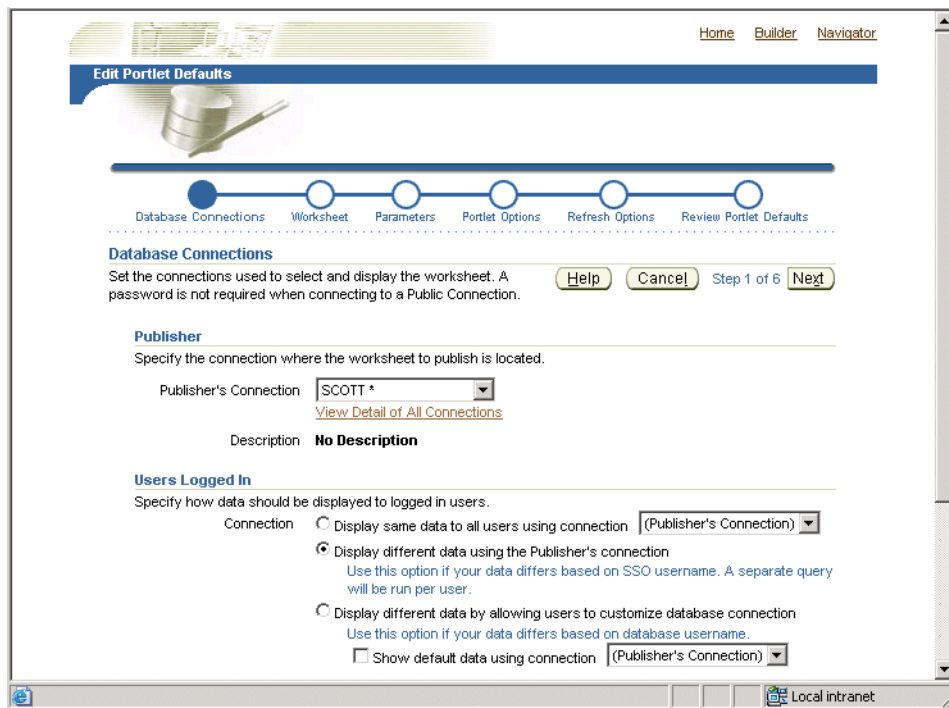 Home Builder Navigator
Edit Portlet Defaults
Database Connections Worksheet Parameters Portlet Options Refresh Options Review Portlet Defaults
Database Connections
Set the connections used to select and display the worksheet. A
password is not required when connecting to a Public Connection.
Help Cancel Step 1 of 6 Next
Publisher
Specify the connection where the worksheet to publish is located.
Publisher's Connection SCOTT *
View Detail of All Connections
Description No Description
Users Logged In
Specify how data should be displayed to logged in users.
Connection Display same data to all users using connection (Publisher's Connection)
Display different data using the Publisher's connection
Use this option if your data differs based on SSO username. A separate query
will be run per user.
Display different data by allowing users to customize database connection
Use this option if your data differs based on database username.
Show default data using connection (Publisher's Connection)
Local intranet